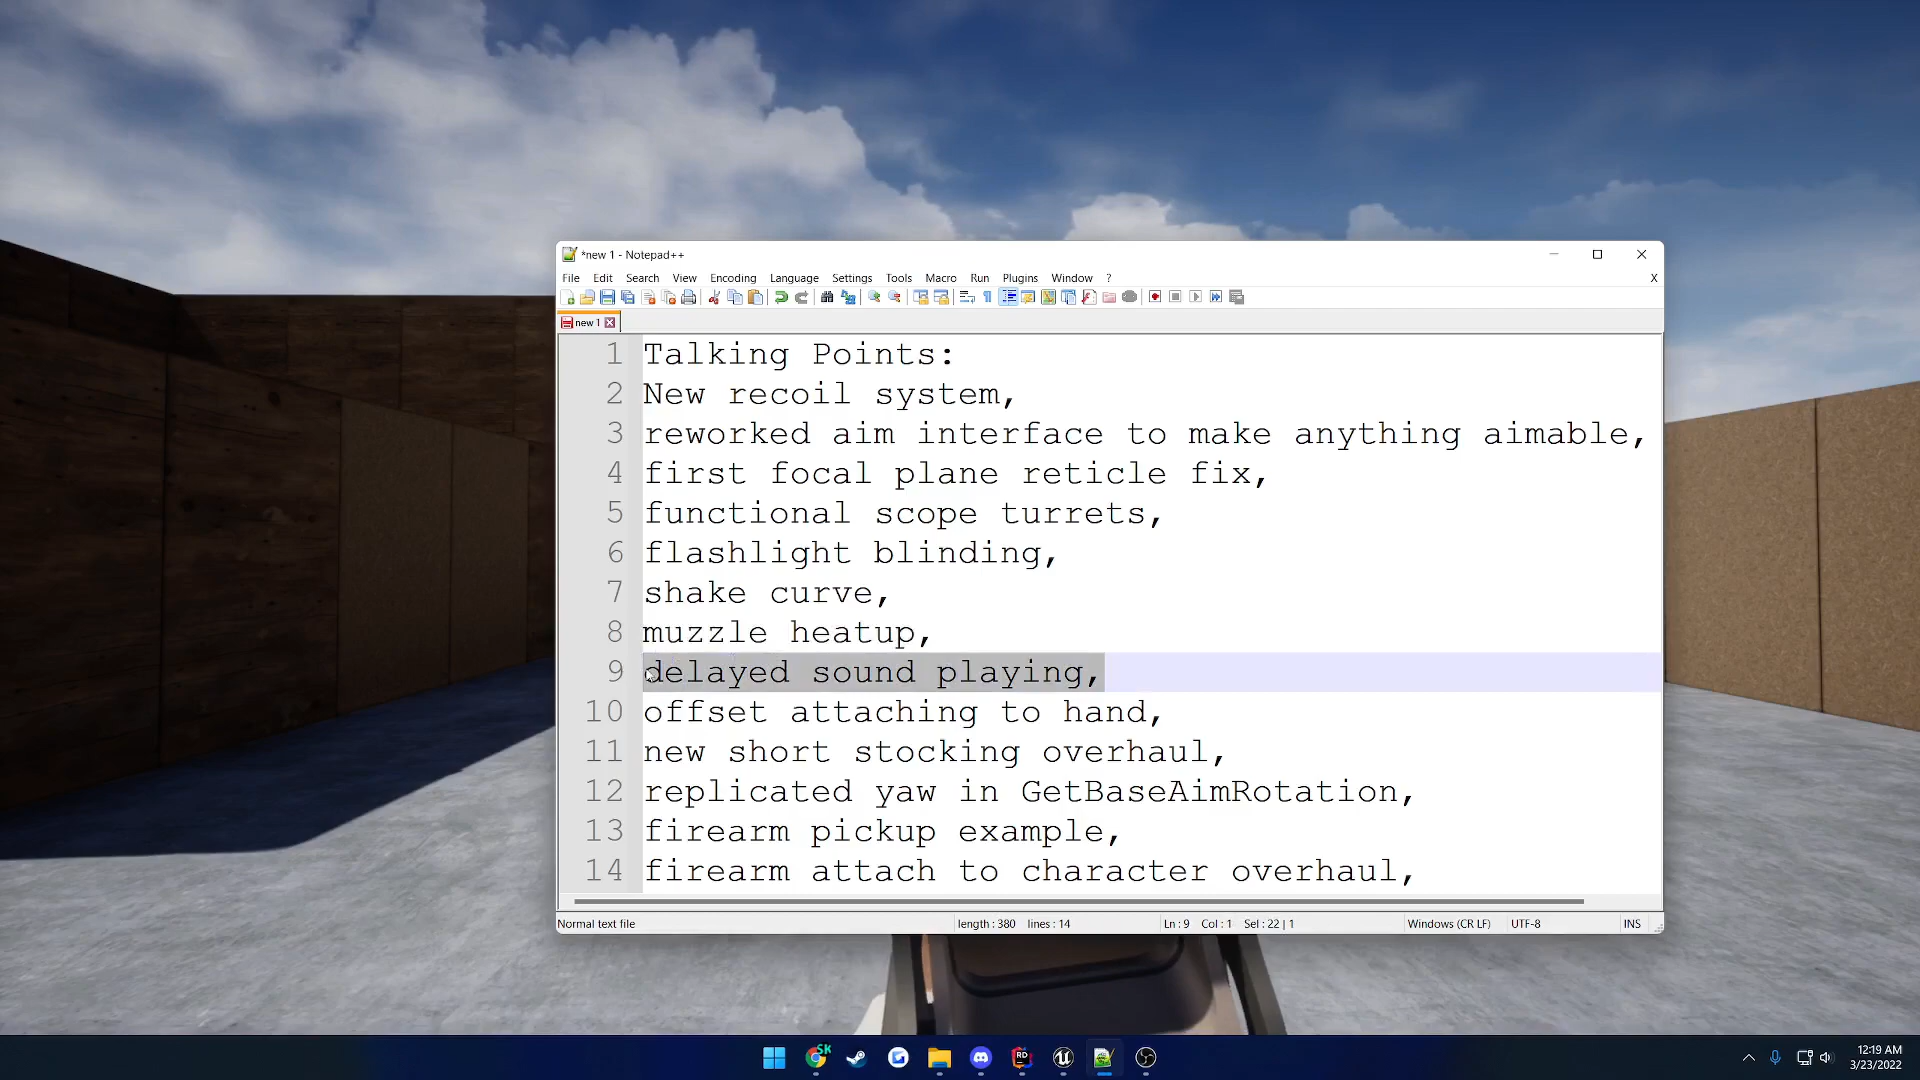 *new 1 - Notepad++
File Edit Search View Encoding Language Settings Tools Macro Run Plugins Window ? X
new 1
1 Talking Points:
2 New recoil system,
3 reworked aim interface to make anything aimable,
4 first focal plane reticle fix,
5 functional scope turrets,
6 flashlight blinding,
7 shake curve,
8 muzzle heatup,
9 delayed sound playing,
10 offset attaching to hand,
11 new short stocking overhaul,
12 replicated yaw in GetBaseAimRotation,
13 firearm pickup example,
14 firearm attach to character overhaul,
Normal text file length : 380 lines : 14 Ln : 9 Col : 1 Sel : 22 | 1 Windows (CR LF) UTF-8 INS
SK
RD
12:19 AM
3/23/2022